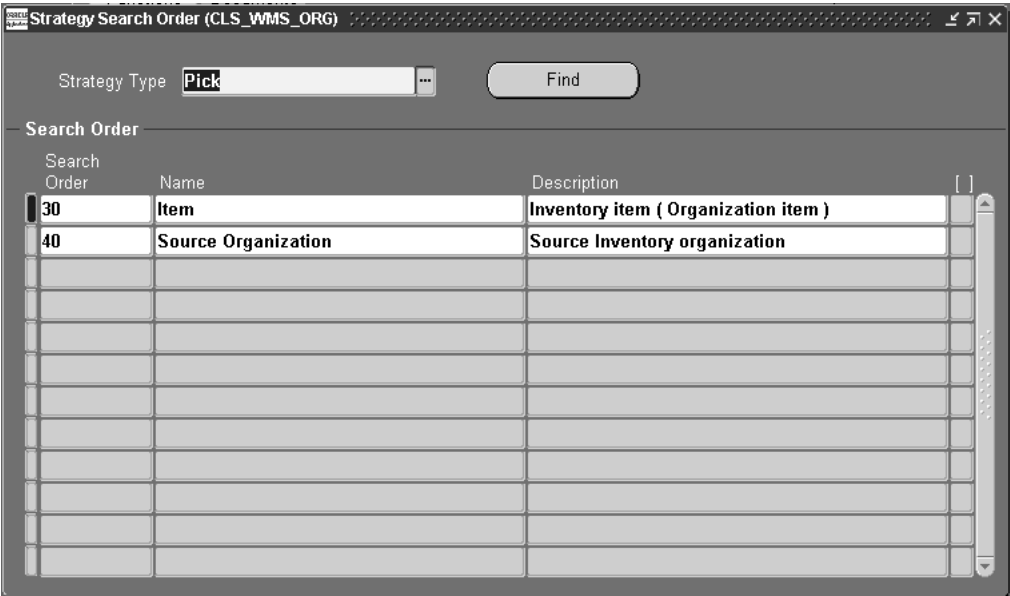 Strategy Search Order (CLS_WMS_ORG)
Strategy Type Pick ... Find
Search Order
Search
Order Name Description [ ]
30 Item Inventory item ( Organization item )
40 Source Organization Source Inventory organization